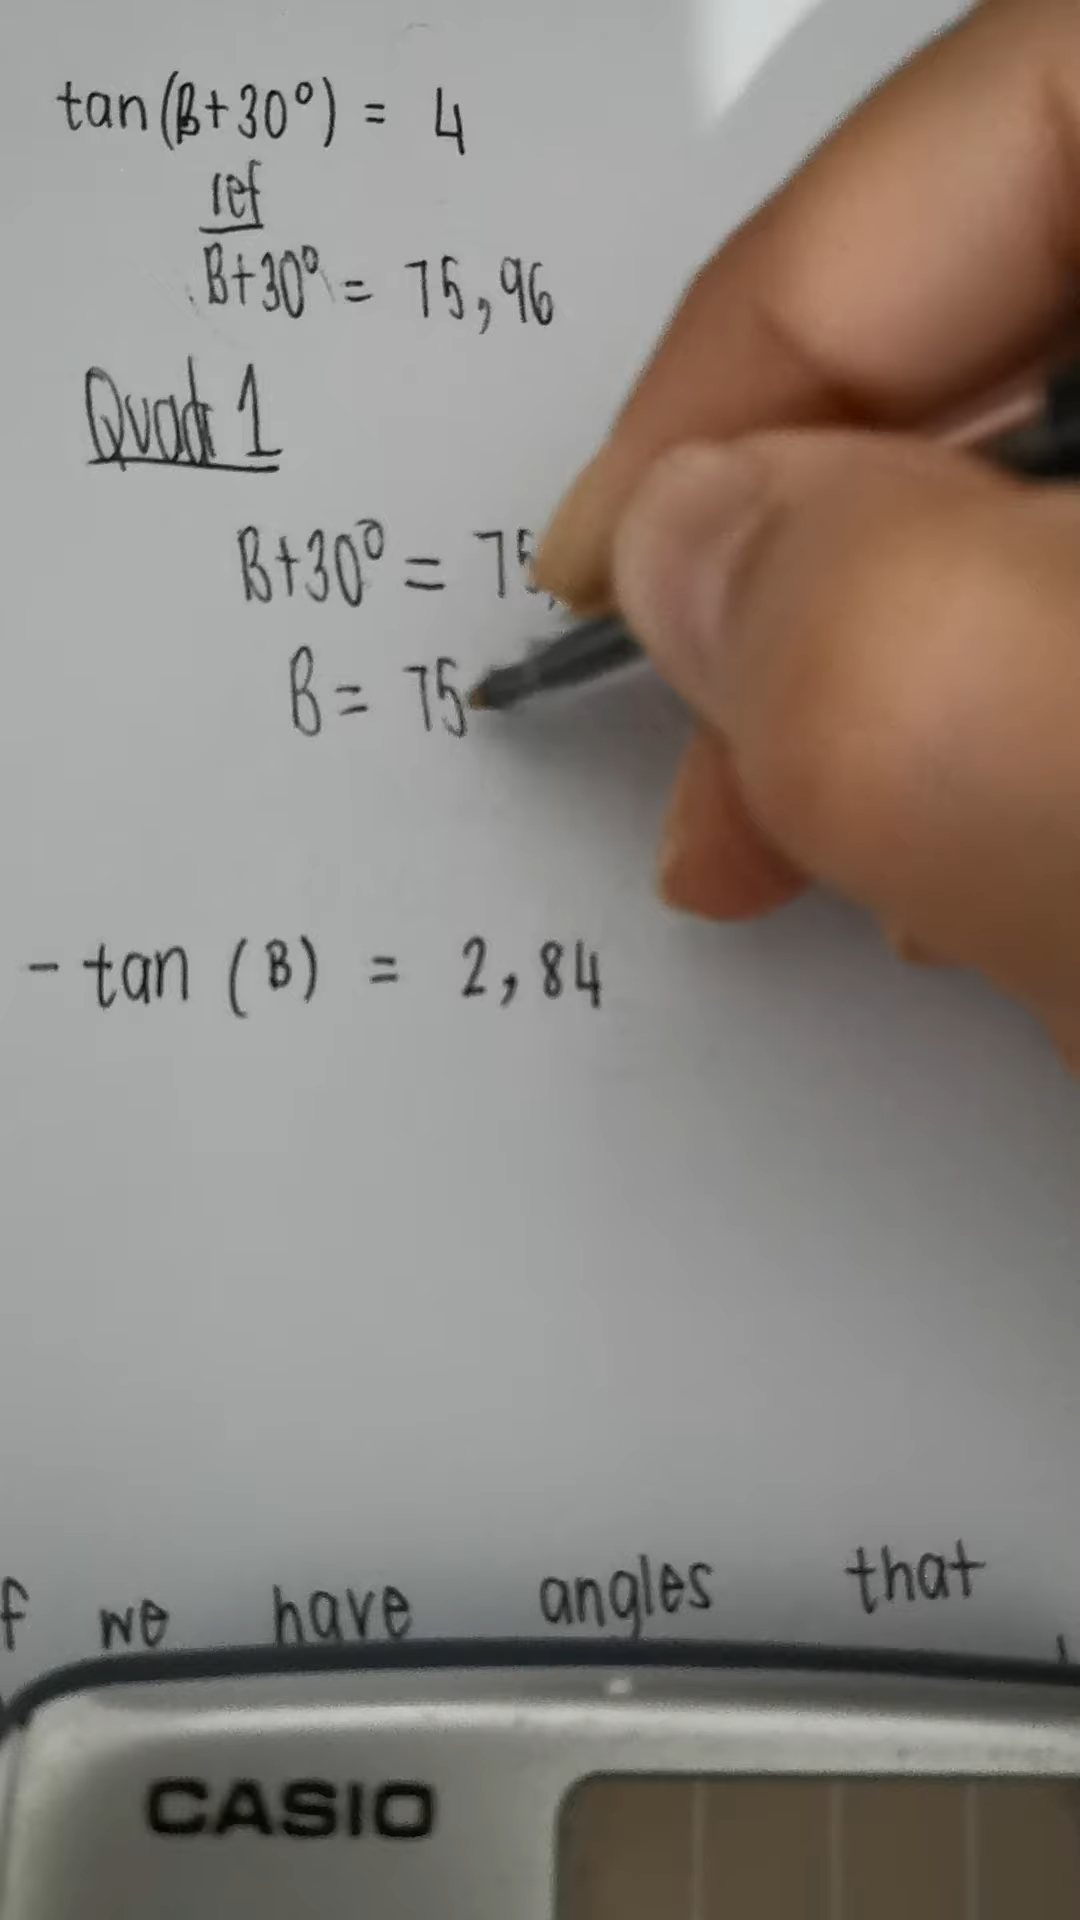 tan(B+30°) = 4
ref
B+30° = 75,96
Quad 1
B+30° = 75,
B = 75
- tan (B) = 2,84
we have angles that
CASIO